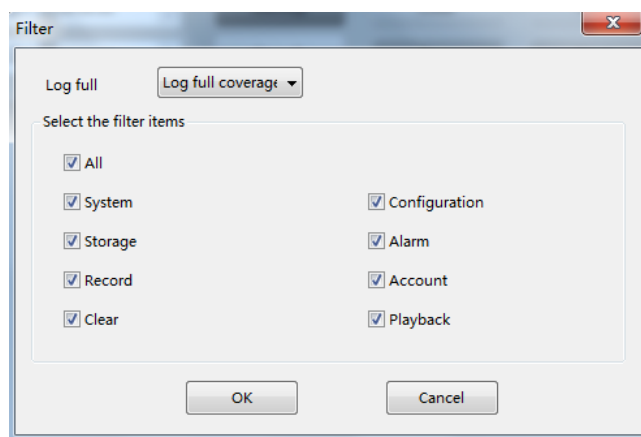 Filter
Log full Log full coverage
Select the filter items
All
System Configuration
Storage Alarm
Record Account
Clear Playback
OK Cancel